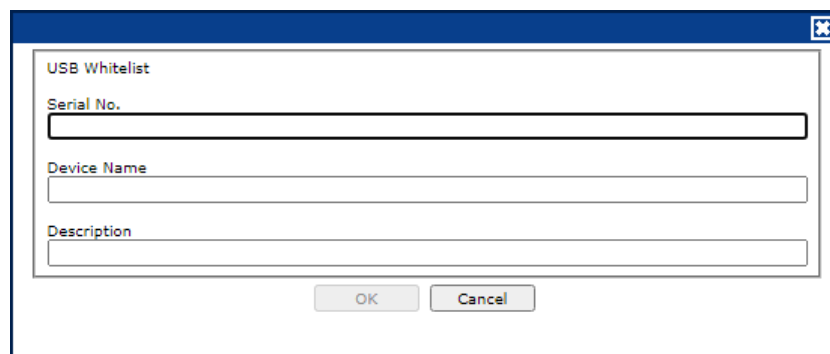 USB Whitelist
Serial No.
Device Name
Description
OK Cancel